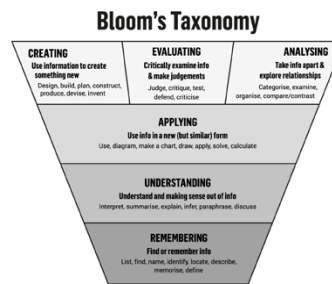 Bloom's Taxonomy
CREATING
Use information to create
something new
Design, build, plan, construct,
produce, devise, invent
EVALUATING
Critically examine info
& make judgements
Judge, critique, test,
defend, criticise
ANALYSING
Take info apart &
explore relationships
Categorise, examine,
organise, compare/contrast
APPLYING
Use info in a new (but similar) form
Use, diagram, make a chart, draw, apply, solve, calculate
UNDERSTANDING
Understand and making sense out of info
Interpret, summarise, explain, infer, paraphrase, discuss
REMEMBERING
Find or remember info
List, find, name, identify, locate, describe,
memorise, define